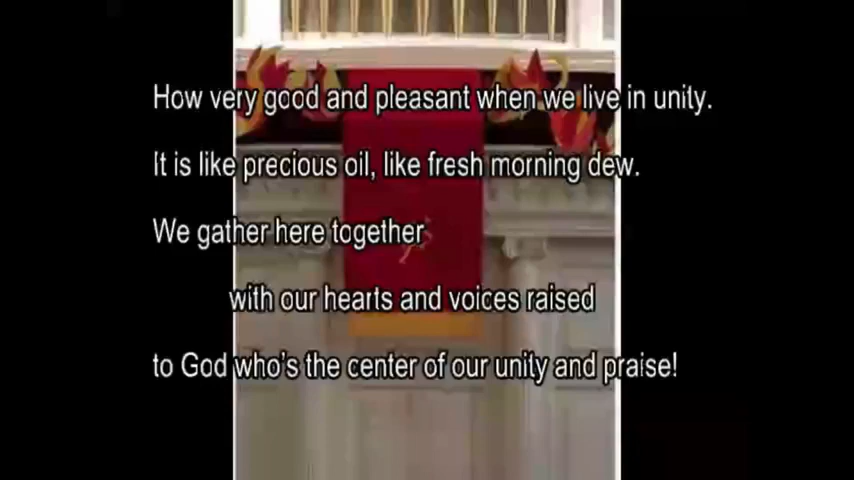 How very good and pleasant when we live in unity.
It is like precious oil, like fresh morning dew.
We gather here together
with our hearts and voices raised
to God who's the center of our unity and praise!